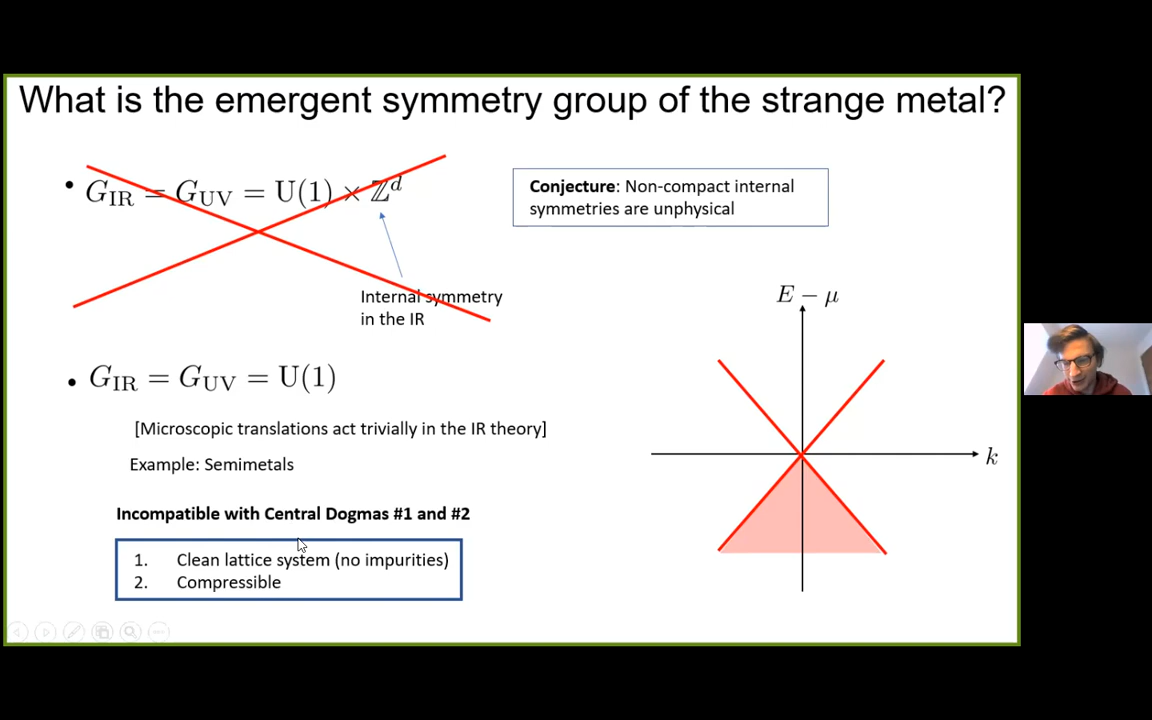 What is the emergent symmetry group of the strange metal?
• G_IR = G_UV = U(1) × ℤ^d
Conjecture: Non-compact internal
symmetries are unphysical
Internal symmetry
in the IR
E − μ
• G_IR = G_UV = U(1)
[Microscopic translations act trivially in the IR theory]
k
Example: Semimetals
Incompatible with Central Dogmas #1 and #2
1. Clean lattice system (no impurities)
2. Compressible